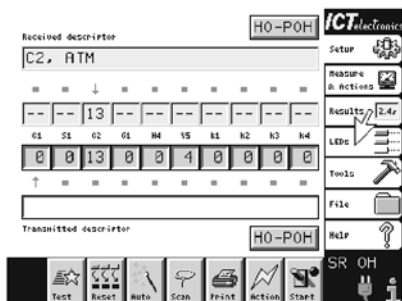 HO-POH
Received descriptor
C2, ATM
-- -- 13 -- -- -- -- -- -- --
G1 S1 C2 G1 H4 V5 k1 k2 k3 k4
0 0 13 0 0 4 0 0 0 0
Transmitted descriptor
HO-POH
ICTelectronics
Setup
Measure
& Actions
Results
2.4r
LEDs
Tools
File
Help
SR OH
Test Reset Auto Scan Print Action Start